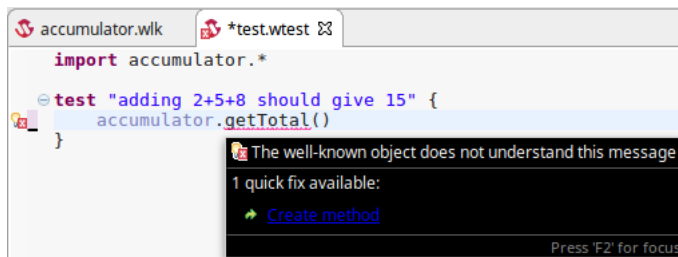 accumulator.wlk *test.wtest
import accumulator.*
test "adding 2+5+8 should give 15" {
accumulator.getTotal()
}
The well-known object does not understand this message
1 quick fix available:
Create method
Press 'F2' for focus